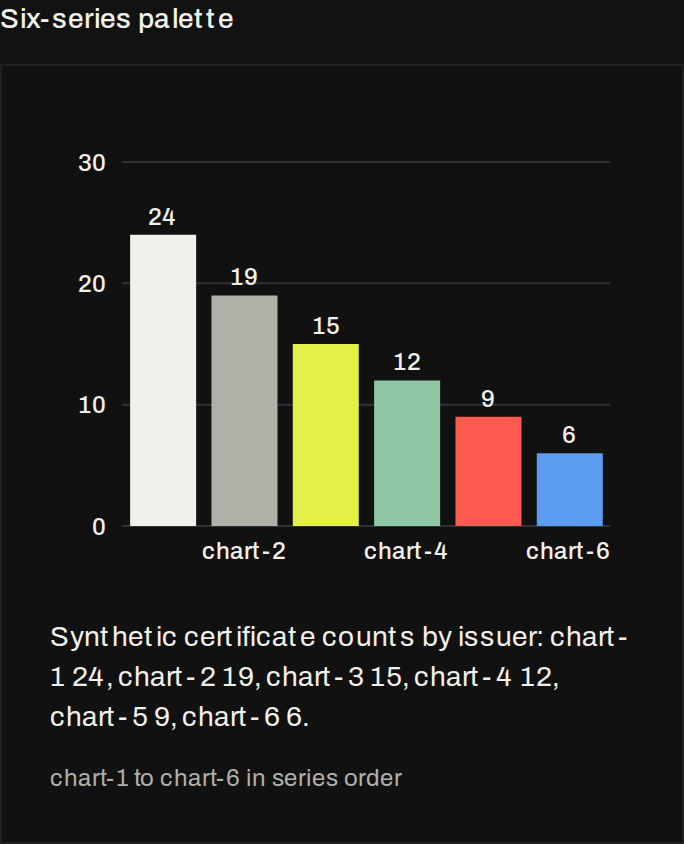 Six-series palette
30
24
20
19
15
12
10
9
6
0
chart-2 chart-4 chart-6
Synthetic certificate counts by issuer: chart-
1 24, chart-2 19, chart-3 15, chart-4 12,
chart-5 9, chart-6 6.
chart-1 to chart-6 in series order